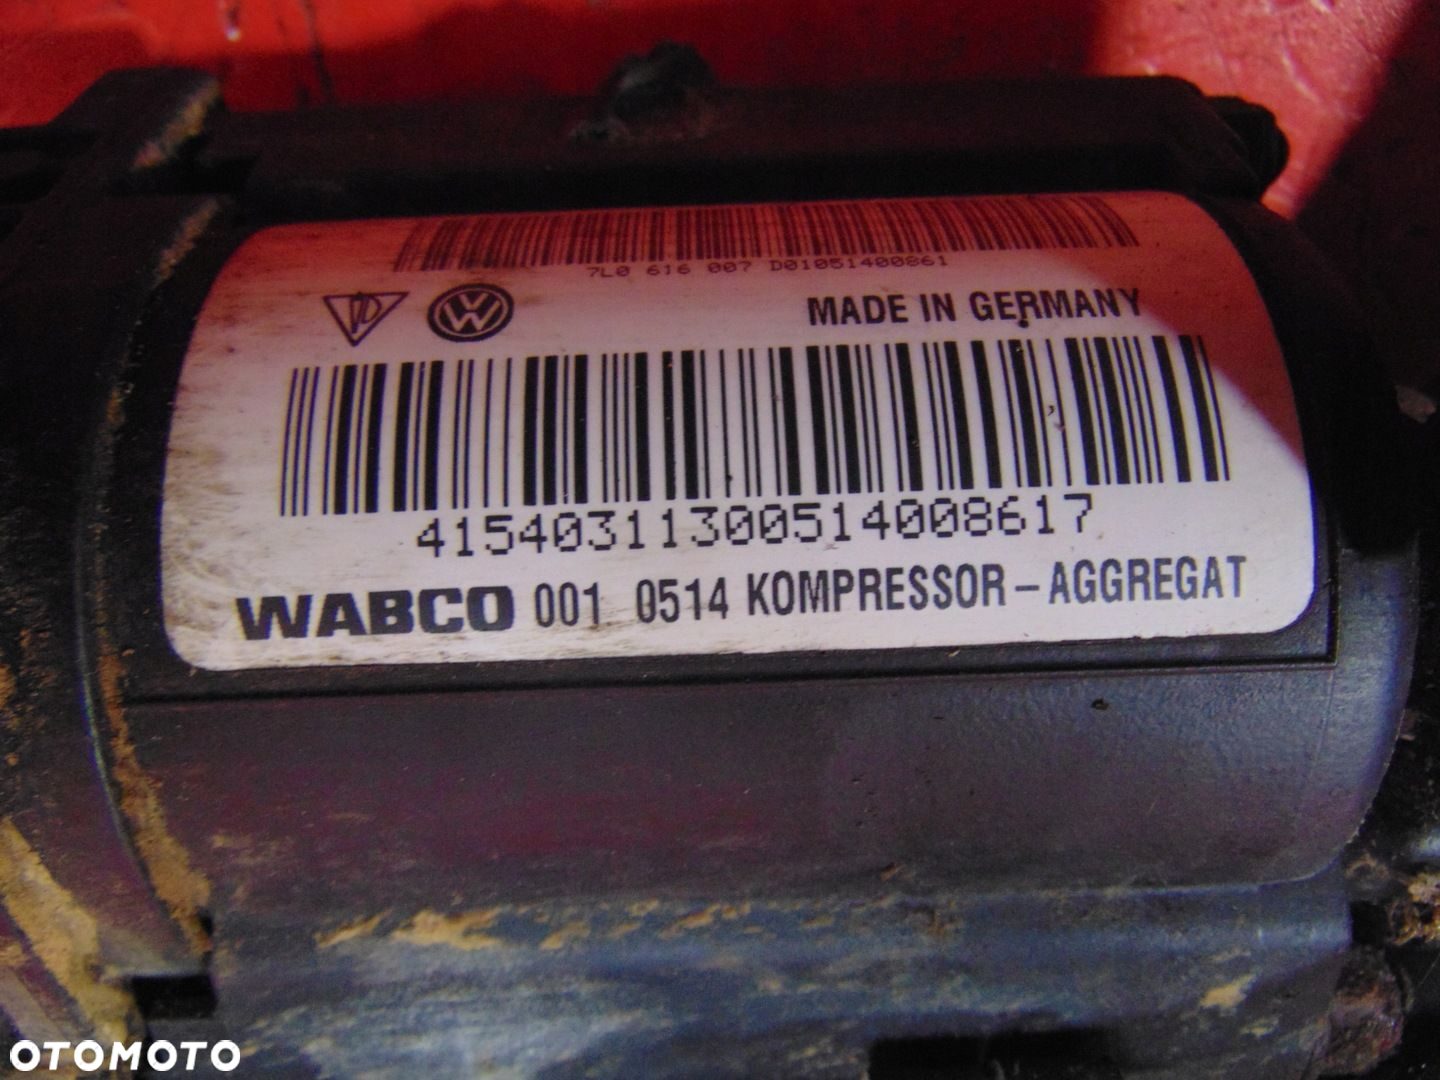 7L0 616 007 D01051400861
MADE IN GERMANY
41540311300514008617
WABCO 001 0514 KOMPRESSOR-AGGREGAT
OTOMOTO